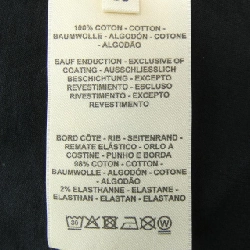 100% COTON - COTTON -
BAUMWOLLE - ALGODÓN - COTONE
- ALGODÃO
SAUF ENDUCTION - EXCLUSIVE OF
COATING - AUSSCHLIESSLICH
BESCHICHTUNG - EXCEPTO
REVESTIMENTO - ESCLUSO
RIVESTIMENTO - EXCEPTO
REVESTIMENTO
BORD CÔTE - RIB - SEITENRAND -
REMATE ELÁSTICO - ORLO A
COSTINE - PUNHO E BORDA
98% COTON - COTTON -
BAUMWOLLE - ALGODÓN - COTONE -
ALGODÃO
2% ELASTHANNE - ELASTANE -
ELASTHAN - ELASTAN - ELASTANO
30